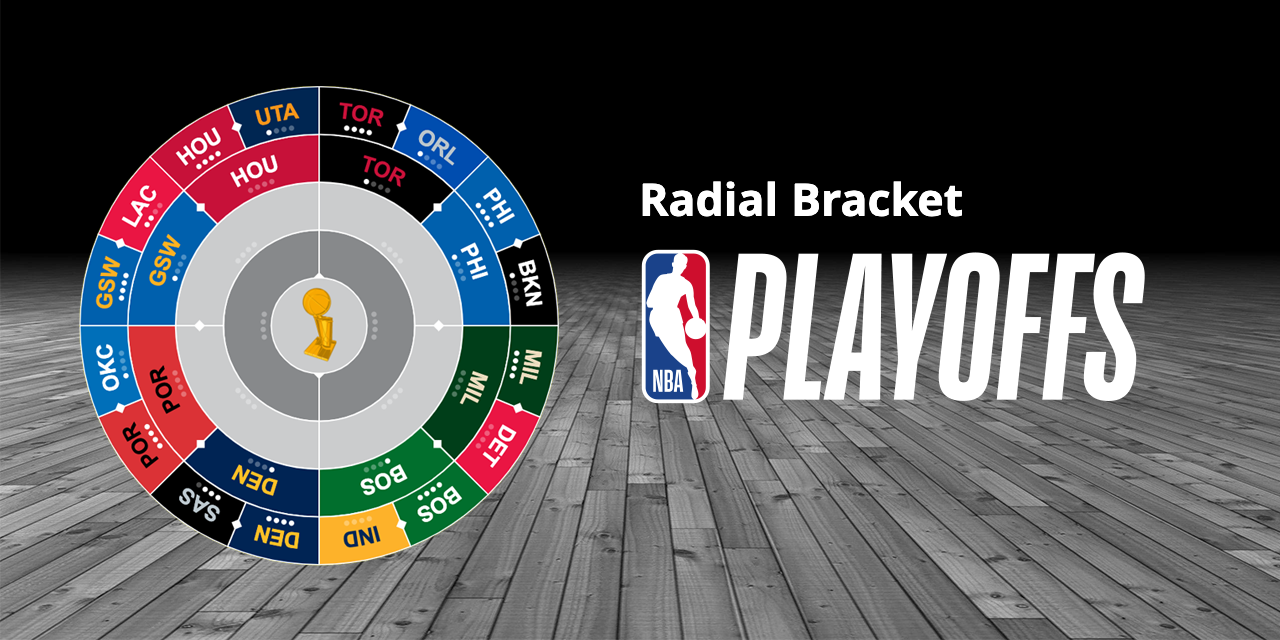 UTA
TOR
HOU
ORL
HOU
TOR
LAC
PHI
GSW
PHI
GSW
BKN
OKC
MIL
POR
MIL
POR
DET
DEN
BOS
SAS
BOS
DEN
IND
Radial Bracket
NBA
PLAYOFFS